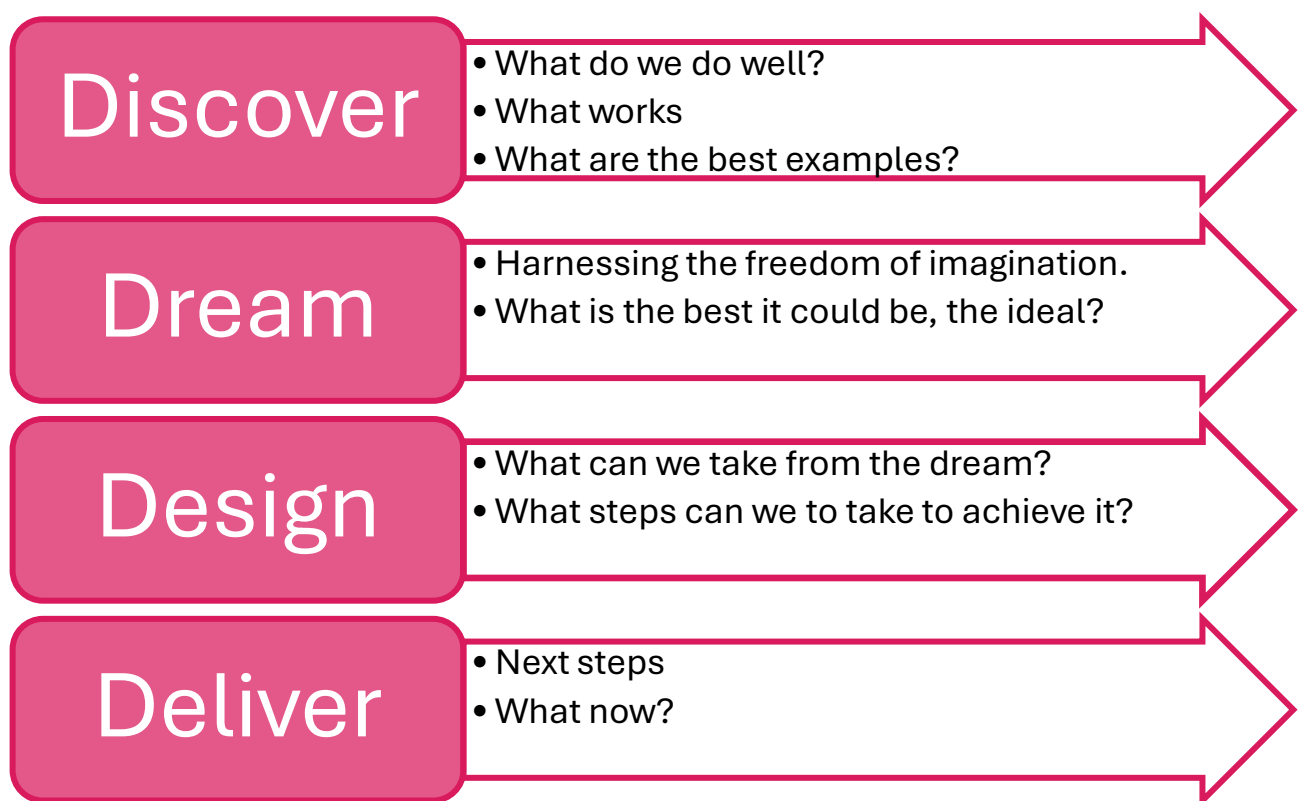 Discover
• What do we do well?
• What works
• What are the best examples?
Dream
• Harnessing the freedom of imagination.
• What is the best it could be, the ideal?
Design
• What can we take from the dream?
• What steps can we to take to achieve it?
Deliver
• Next steps
• What now?